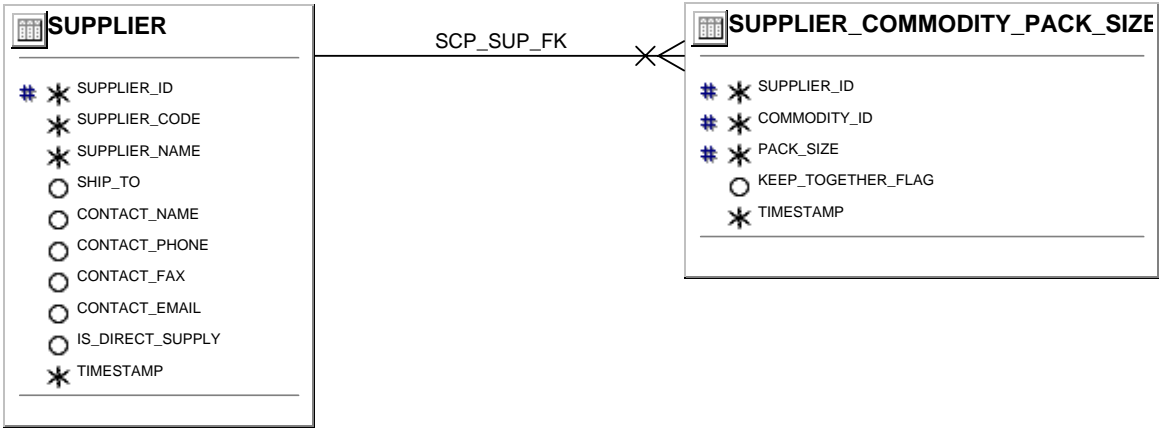 SUPPLIER
# SUPPLIER_ID
SUPPLIER_CODE
SUPPLIER_NAME
SHIP_TO
CONTACT_NAME
CONTACT_PHONE
CONTACT_FAX
CONTACT_EMAIL
IS_DIRECT_SUPPLY
TIMESTAMP
SCP_SUP_FK
SUPPLIER_COMMODITY_PACK_SIZE
# SUPPLIER_ID
# COMMODITY_ID
# PACK_SIZE
KEEP_TOGETHER_FLAG
TIMESTAMP